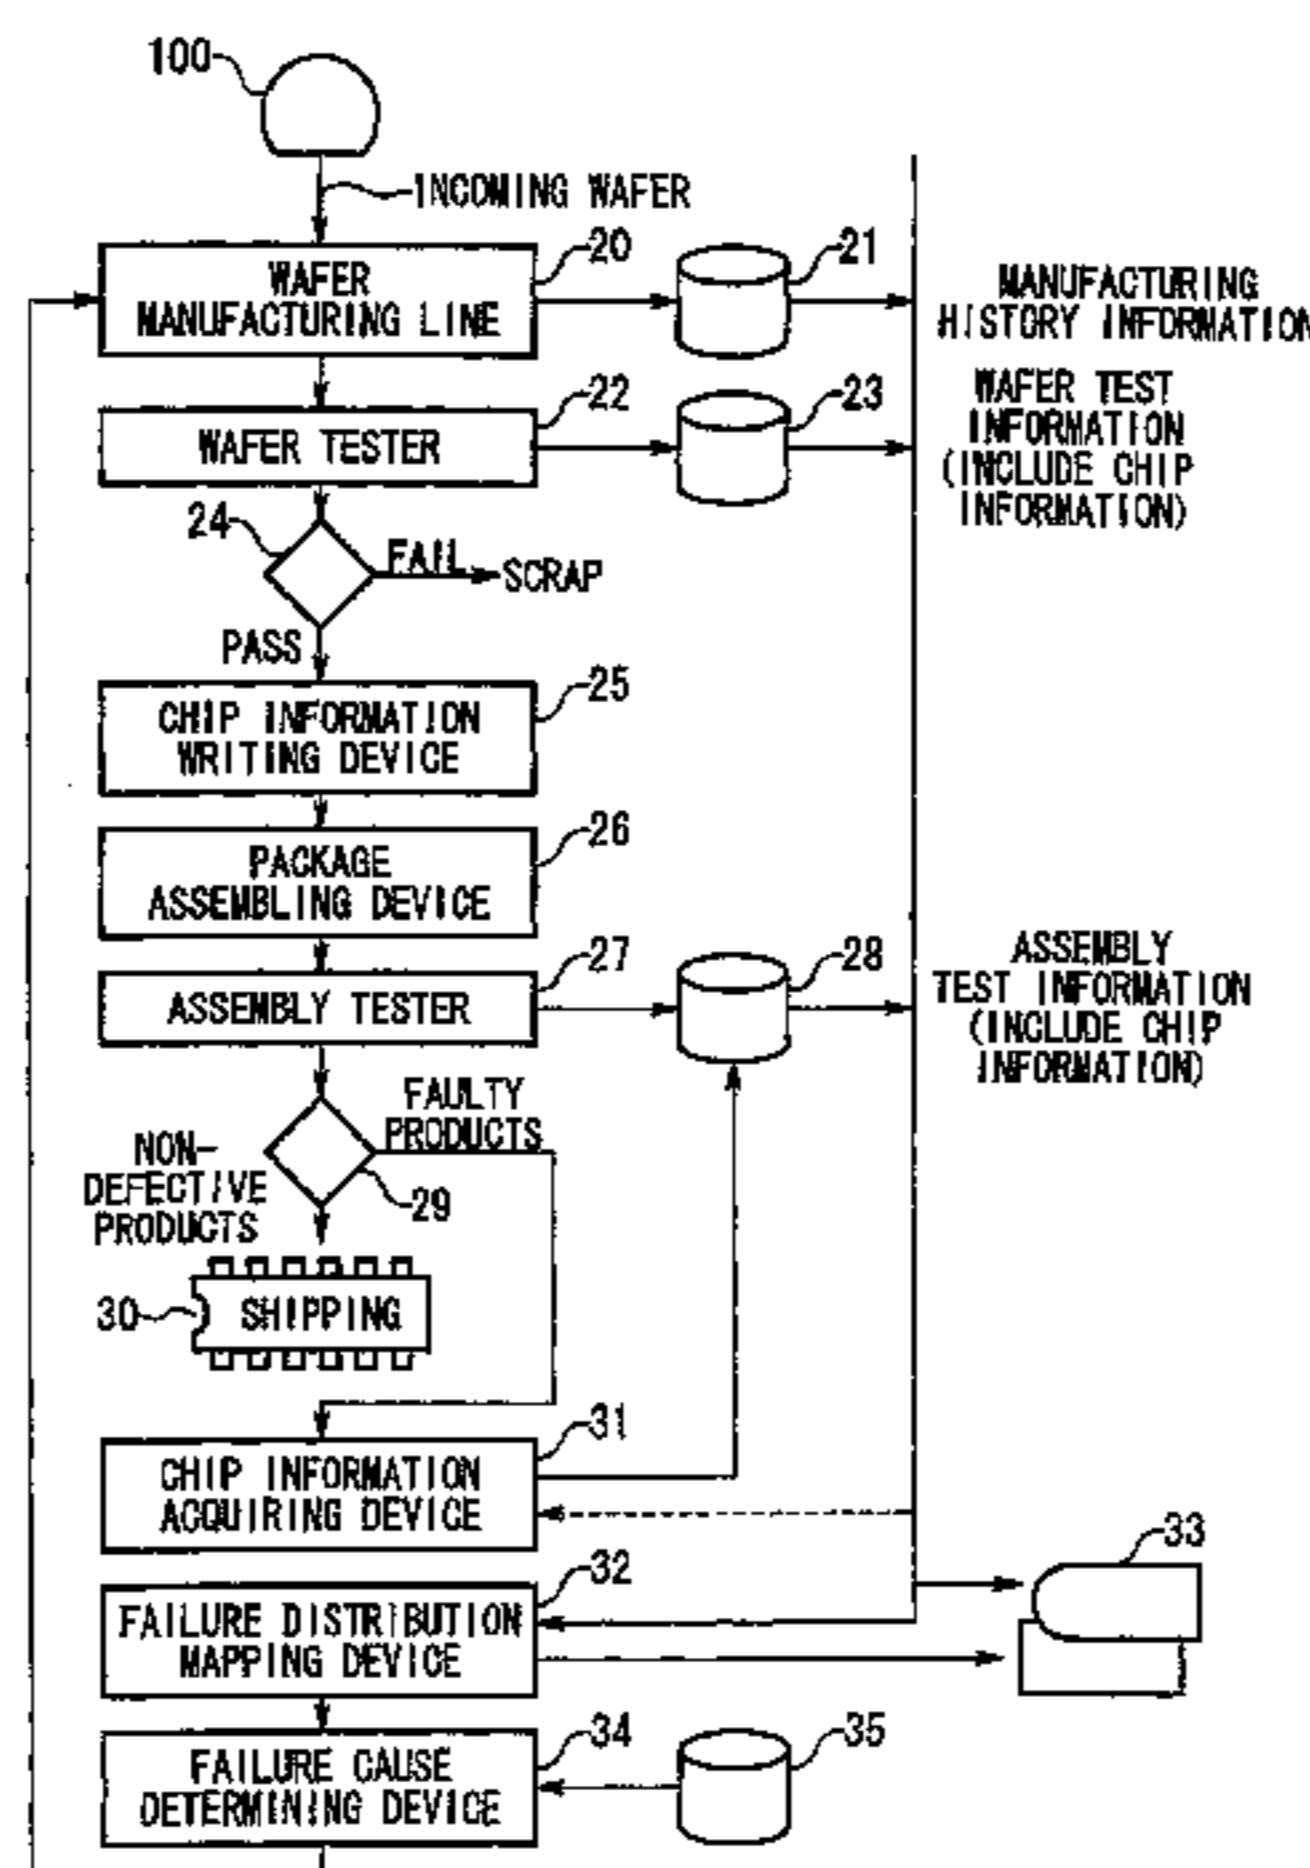 100
INCOMING WAFER
20
21
WAFER
MANUFACTURING LINE
MANUFACTURING
HISTORY INFORMATION
22
23
WAFER TESTER
WAFER TEST
INFORMATION
(INCLUDE CHIP
INFORMATION)
24
FAIL
SCRAP
PASS
25
CHIP INFORMATION
WRITING DEVICE
26
PACKAGE
ASSEMBLING DEVICE
27
28
ASSEMBLY TESTER
ASSEMBLY
TEST INFORMATION
(INCLUDE CHIP
INFORMATION)
FAULTY
PRODUCTS
NON-
DEFECTIVE
PRODUCTS
29
30
SHIPPING
31
CHIP INFORMATION
ACQUIRING DEVICE
32
33
FAILURE DISTRIBUTION
MAPPING DEVICE
34
35
FAILURE CAUSE
DETERMINING DEVICE